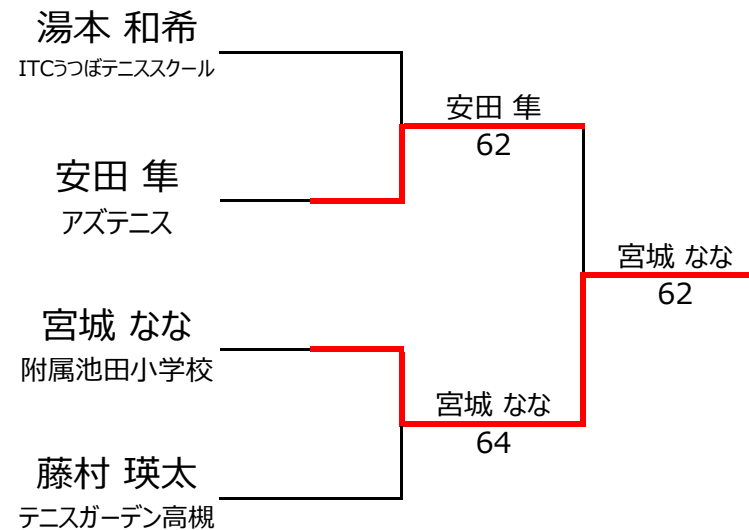 湯本 和希
ITCうつぼテニススクール
安田 隼
62
安田 隼
アズテニス
宮城 なな
62
宮城 なな
附属池田小学校
宮城 なな
64
藤村 瑛太
テニスガーデン高槻